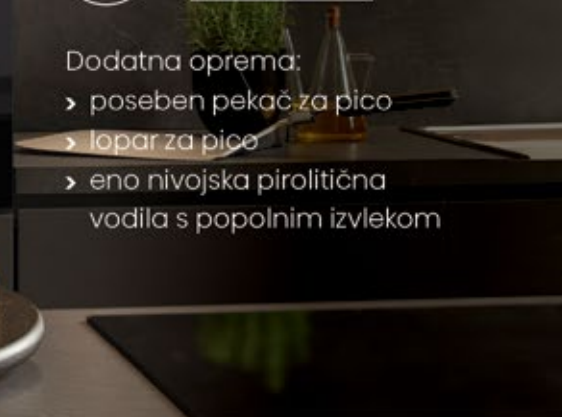 Dodatna oprema:
› poseben pekač za pico
› lopar za pico
› eno nivojska pirolitična
vodila s popolnim izvlekom